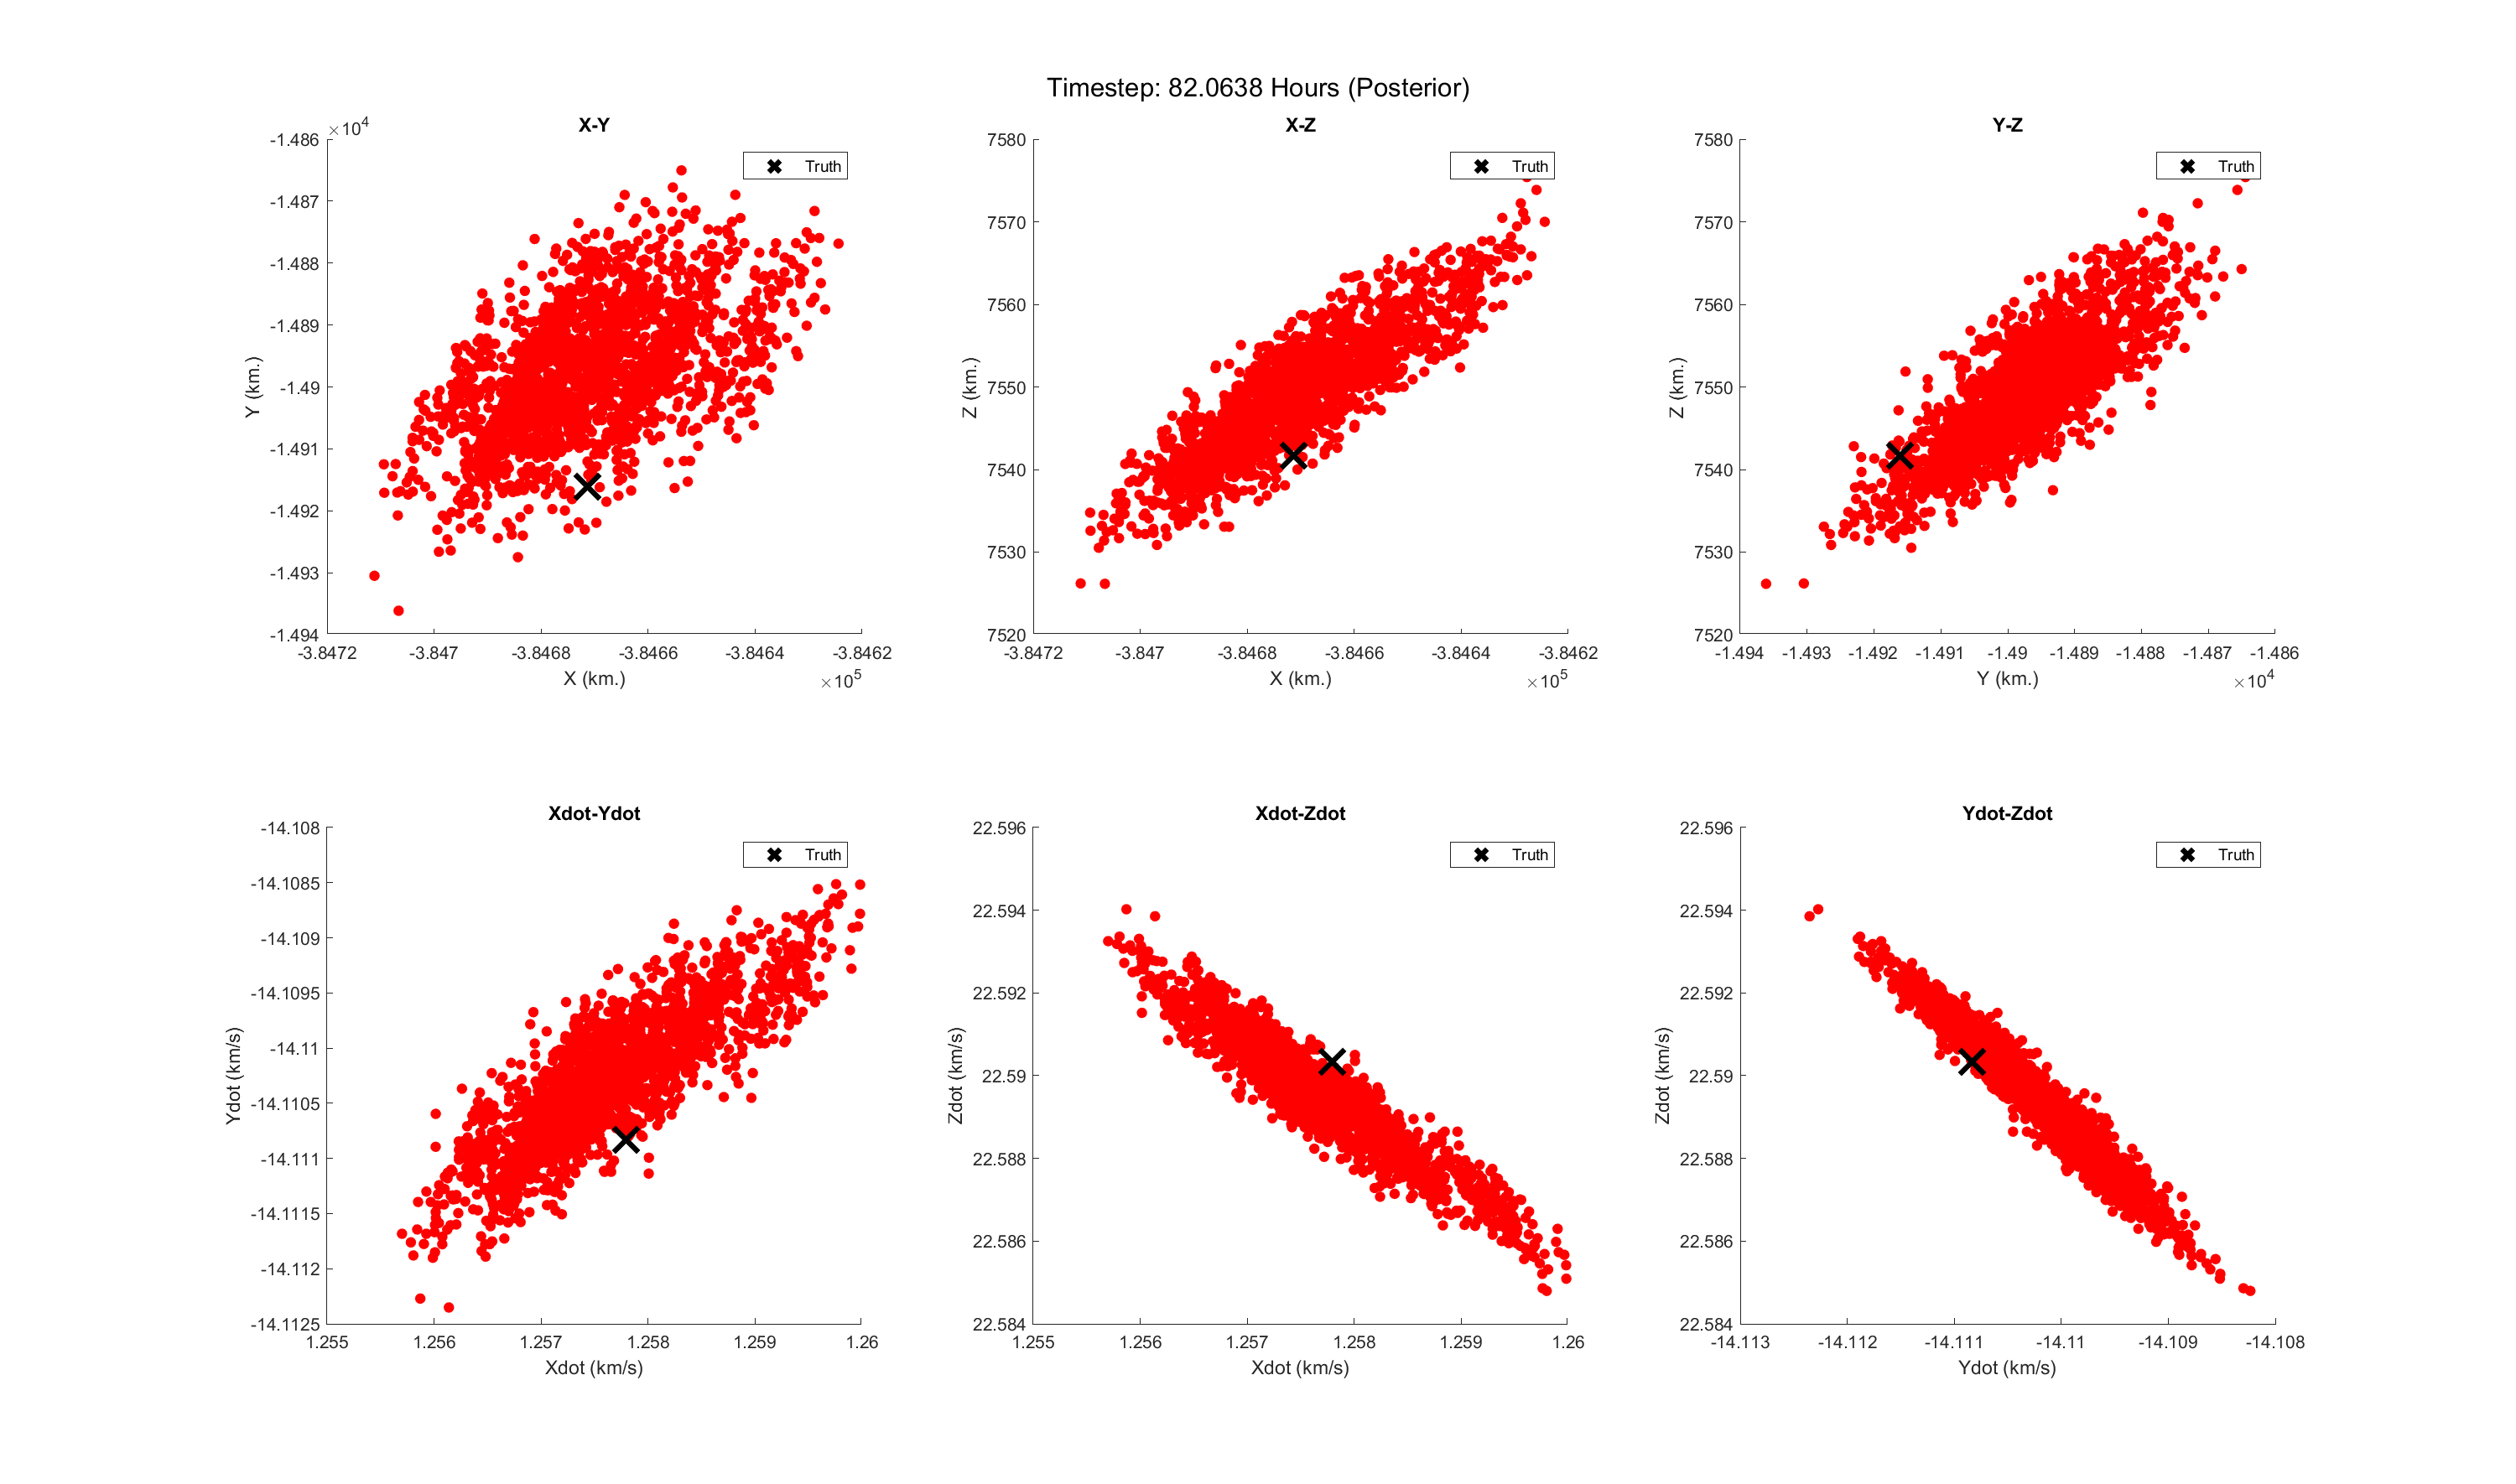 Timestep: 82.0638 Hours (Posterior)
X-Y
×10^4
-1.486
-1.487
-1.488
-1.489
-1.49
-1.491
-1.492
-1.493
-1.494
Y (km.)
Truth
-3.8472 -3.847 -3.8468 -3.8466 -3.8464 -3.8462
X (km.)
×10^5
X-Z
7580
7570
7560
7550
7540
7530
7520
Z (km.)
Truth
-3.8472 -3.847 -3.8468 -3.8466 -3.8464 -3.8462
X (km.)
×10^5
Y-Z
7580
7570
7560
7550
7540
7530
7520
Z (km.)
Truth
-1.494 -1.493 -1.492 -1.491 -1.49 -1.489 -1.488 -1.487 -1.486
Y (km.)
×10^4
Xdot-Ydot
-14.108
-14.1085
-14.109
-14.1095
-14.11
-14.1105
-14.111
-14.1115
-14.112
-14.1125
Ydot (km/s)
Truth
1.255 1.256 1.257 1.258 1.259 1.26
Xdot (km/s)
Xdot-Zdot
22.596
22.594
22.592
22.59
22.588
22.586
22.584
Zdot (km/s)
Truth
1.255 1.256 1.257 1.258 1.259 1.26
Xdot (km/s)
Ydot-Zdot
22.596
22.594
22.592
22.59
22.588
22.586
22.584
Zdot (km/s)
Truth
-14.113 -14.112 -14.111 -14.11 -14.109 -14.108
Ydot (km/s)